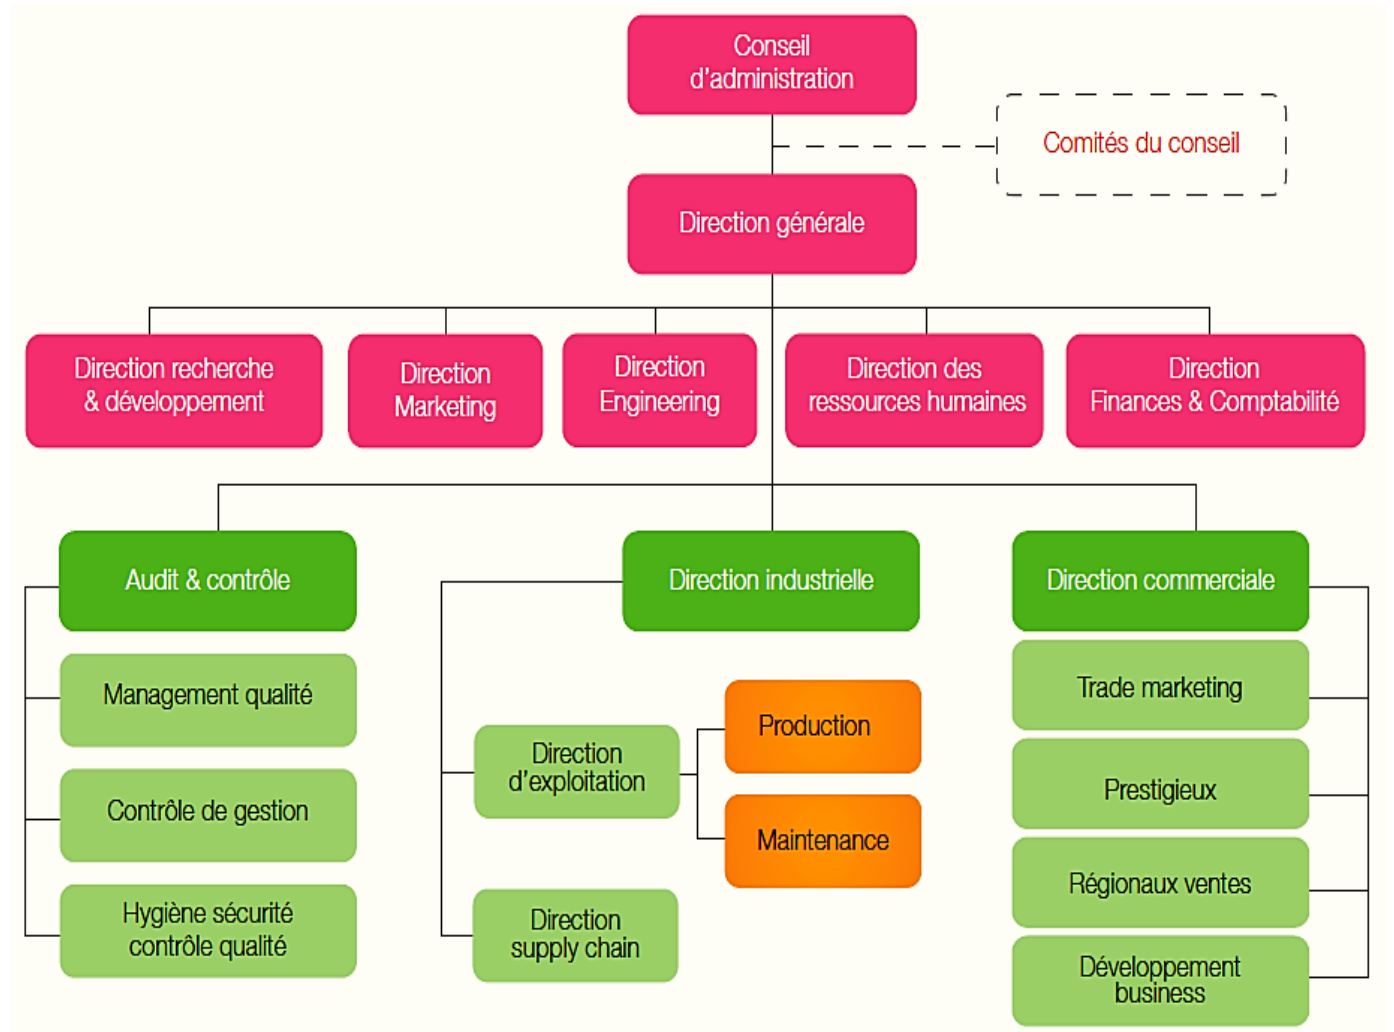 Conseil
d'administration
Comités du conseil
Direction générale
Direction recherche
& développement
Direction
Marketing
Direction
Engineering
Direction des
ressources humaines
Direction
Finances & Comptabilité
Audit & contrôle
Management qualité
Contrôle de gestion
Hygiène sécurité
contrôle qualité
Direction industrielle
Direction
d'exploitation
Production
Maintenance
Direction
supply chain
Direction commerciale
Trade marketing
Prestigieux
Régionaux ventes
Développement
business